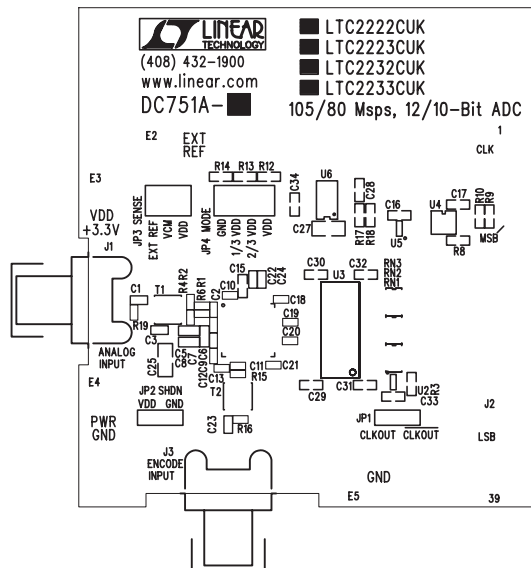 LINEAR
TECHNOLOGY
(408) 432-1900
www.linear.com
DC751A-
LTC2222CUK
LTC2223CUK
LTC2232CUK
LTC2233CUK
105/80 Msps, 12/10-Bit ADC
E2
EXT
REF
1
CLK
E3
VDD
+3.3V
J1
JP3 SENSE
EXT REF
VCM
VDD
R14
R13
R12
JP4 MODE
GND
1/3 VDD
2/3 VDD
VDD
C34
U6
C28
C27
R17
R18
C16
U5
U4
C17
R8
R10
R9
MSB
C1
R19
T1
R4
R2
R6
R1
C2
C10
C15
C22
C24
C18
C19
C20
C21
C3
C25
C5
C8
C7
C12
C9
C6
C13
C11
R15
T2
C30
U3
C32
RN3
RN2
RN1
C29
C31
U2
R3
C33
ANALOG
INPUT
E4
JP2 SHDN
VDD GND
PWR
GND
C23
R16
JP1
CLKOUT CLKOUT
J2
LSB
J3
ENCODE
INPUT
GND
E5
39